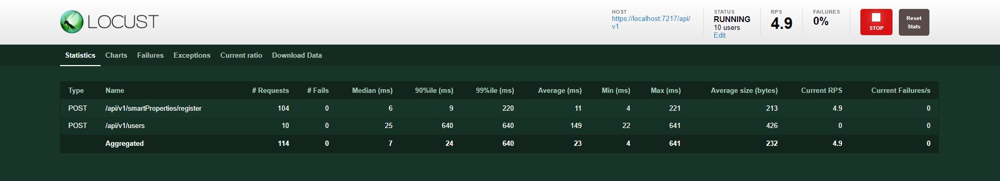 LOCUST
HOST
https://localhost:7217/api/
v1
STATUS
RUNNING
10 users
Edit
RPS
4.9
FAILURES
0%
STOP
Reset
Stats
Statistics Charts Failures Exceptions Current ratio Download Data
Type Name # Requests # Fails Median (ms) 90%ile (ms) 99%ile (ms) Average (ms) Min (ms) Max (ms) Average size (bytes) Current RPS Current Failures/s
POST /api/v1/smartProperties/register 104 0 6 9 220 11 4 221 213 4.9 0
POST /api/v1/users 10 0 25 640 640 149 22 641 426 0 0
Aggregated 114 0 7 24 640 23 4 641 232 4.9 0